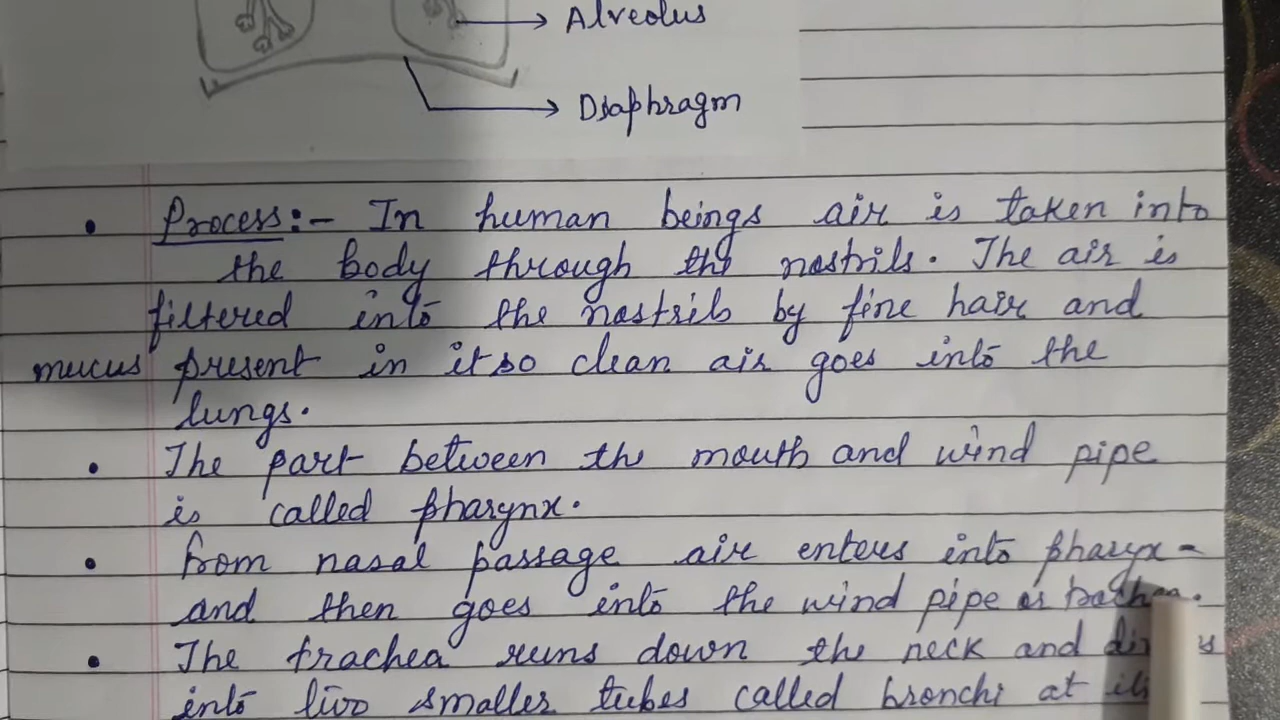 Alveolus
Diaphragm
• Process:- In human beings air is taken into
the body through the nostrils. The air is
filtered into the nostrils by fine hair and
mucus present in it so clean air goes into the
lungs.
• The part between the mouth and wind pipe
is called pharynx.
• From nasal passage air enters into pharyx-
and then goes into the wind pipe or
• The trachea runs down the neck and
into two smaller tubes called bronchi at